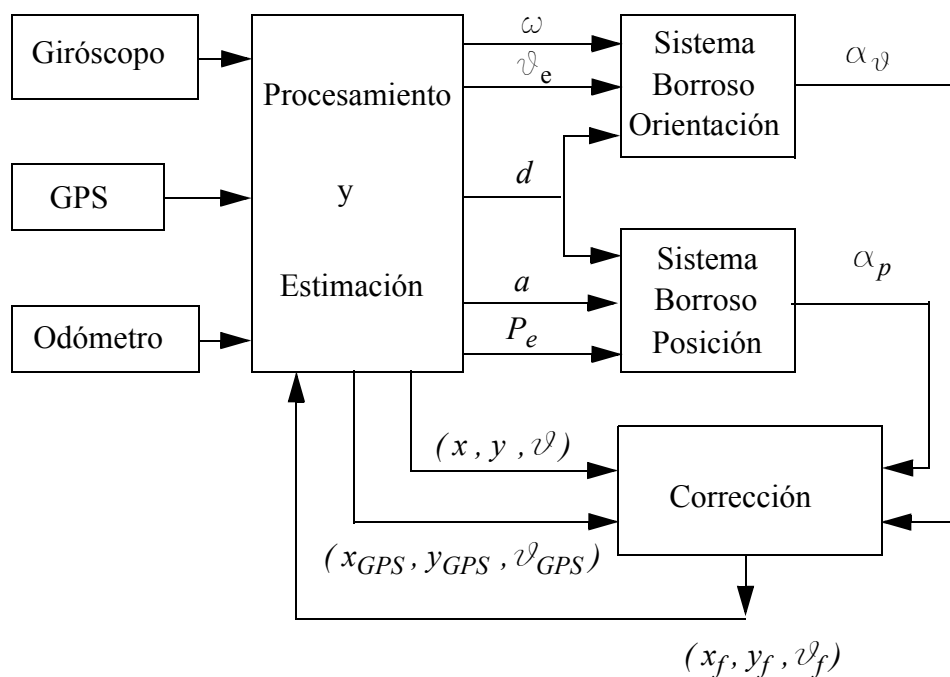 Giróscopo
GPS
Odómetro
Procesamiento
y
Estimación
ω
ϑe
d
a
Pe
Sistema
Borroso
Orientación
αϑ
Sistema
Borroso
Posición
αp
(x, y, ϑ)
(xGPS, yGPS, ϑGPS)
Corrección
(xf, yf, ϑf)